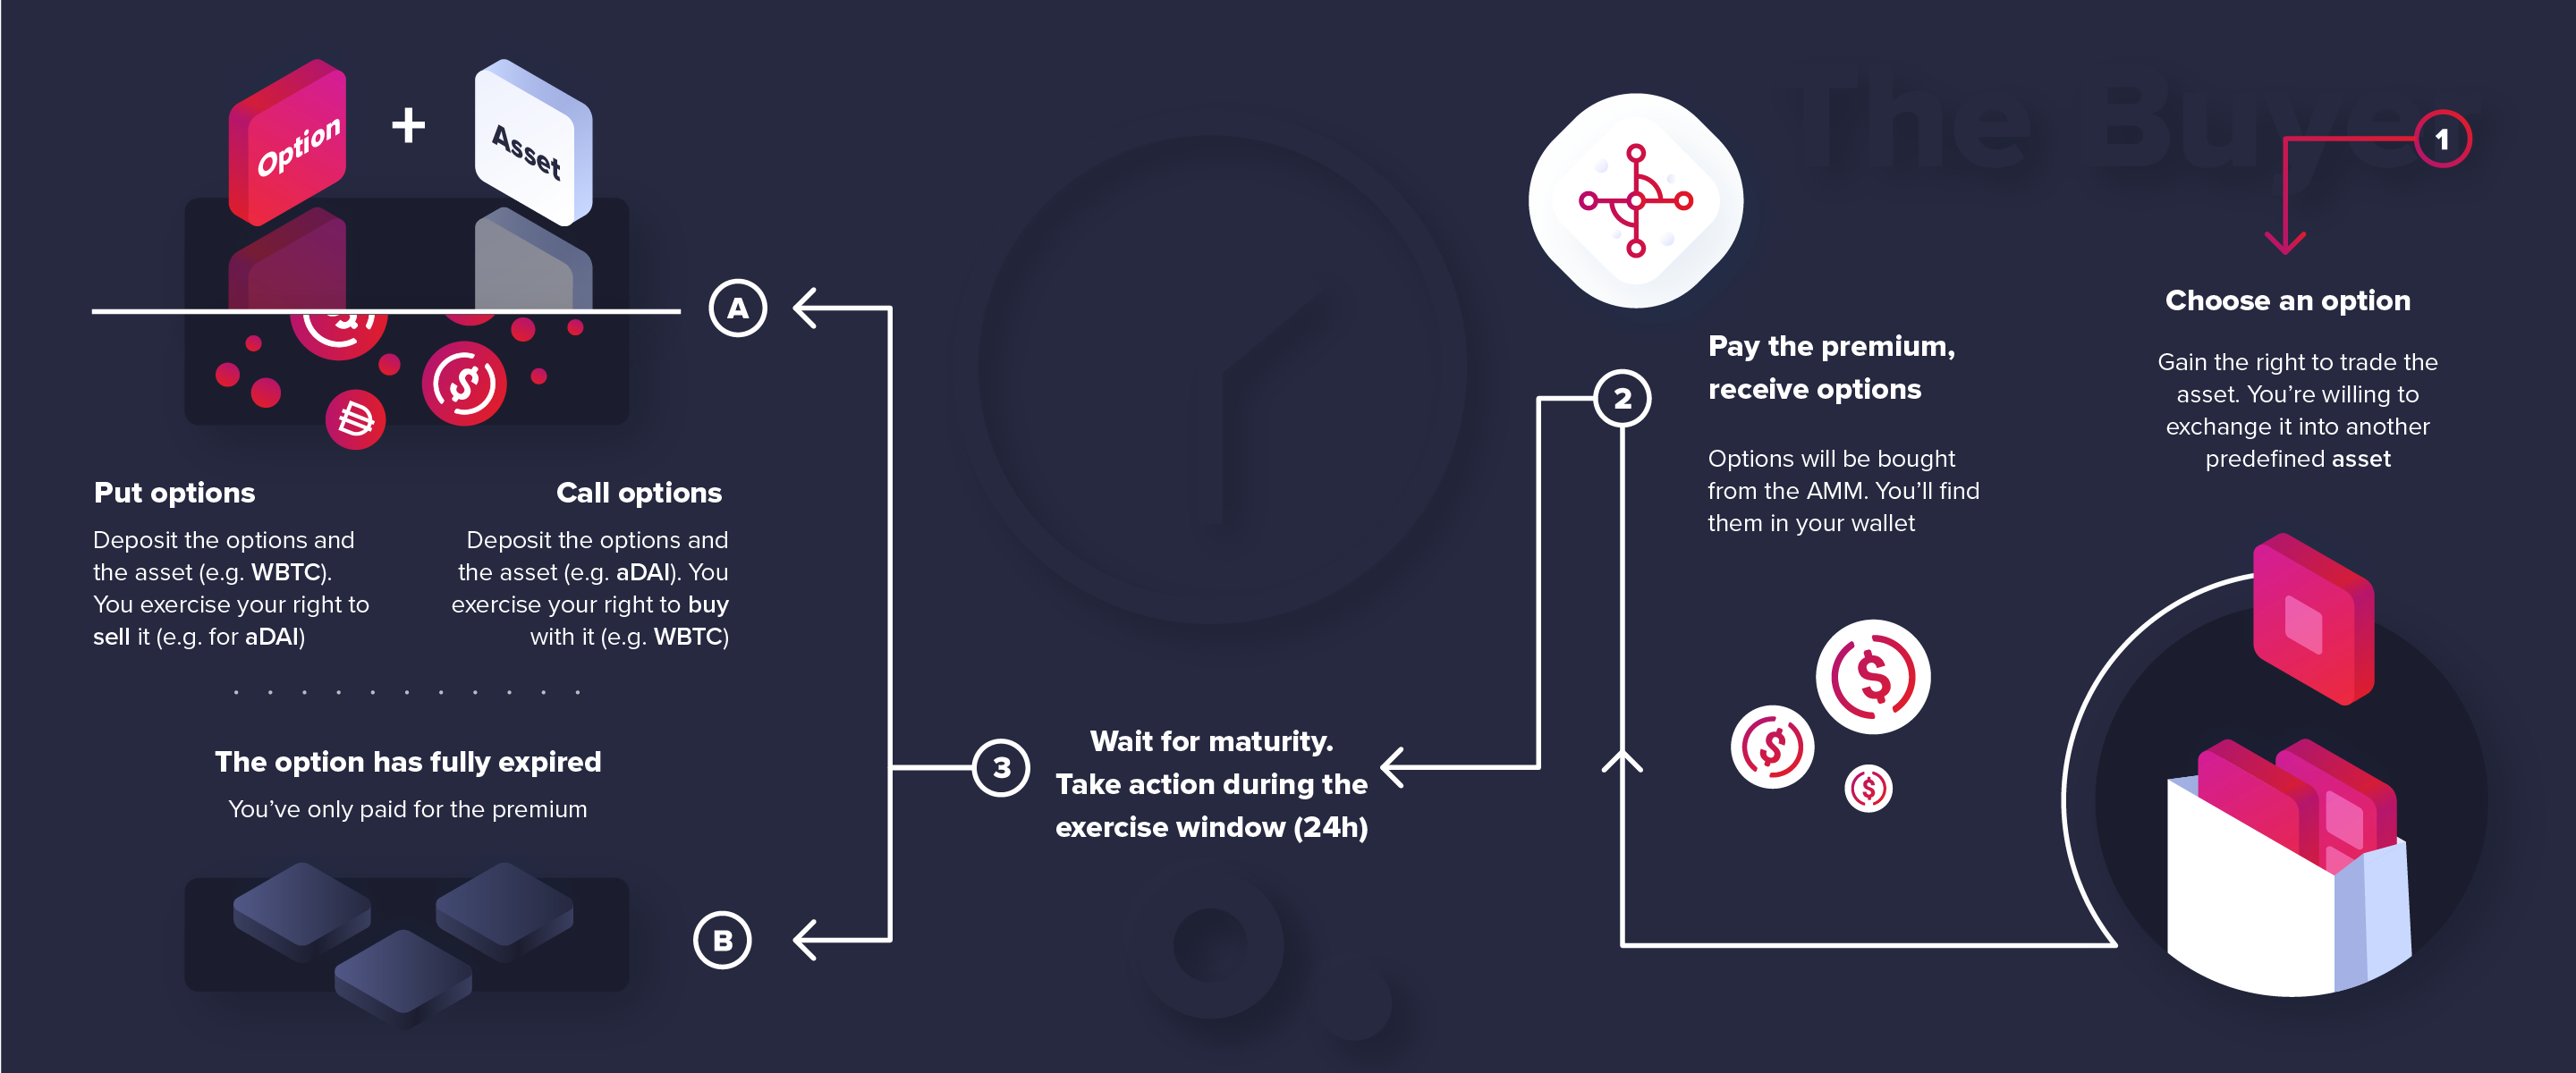 The Buyer
1
Choose an option
Gain the right to trade the
asset. You’re willing to
exchange it into another
predefined asset
2
Pay the premium,
receive options
Options will be bought
from the AMM. You’ll find
them in your wallet
3
Wait for maturity.
Take action during the
exercise window (24h)
A
Option
+
Asset
Put options
Deposit the options and
the asset (e.g. WBTC).
You exercise your right to
sell it (e.g. for aDAI)
Call options
Deposit the options and
the asset (e.g. aDAI). You
exercise your right to buy
with it (e.g. WBTC)
The option has fully expired
You’ve only paid for the premium
B